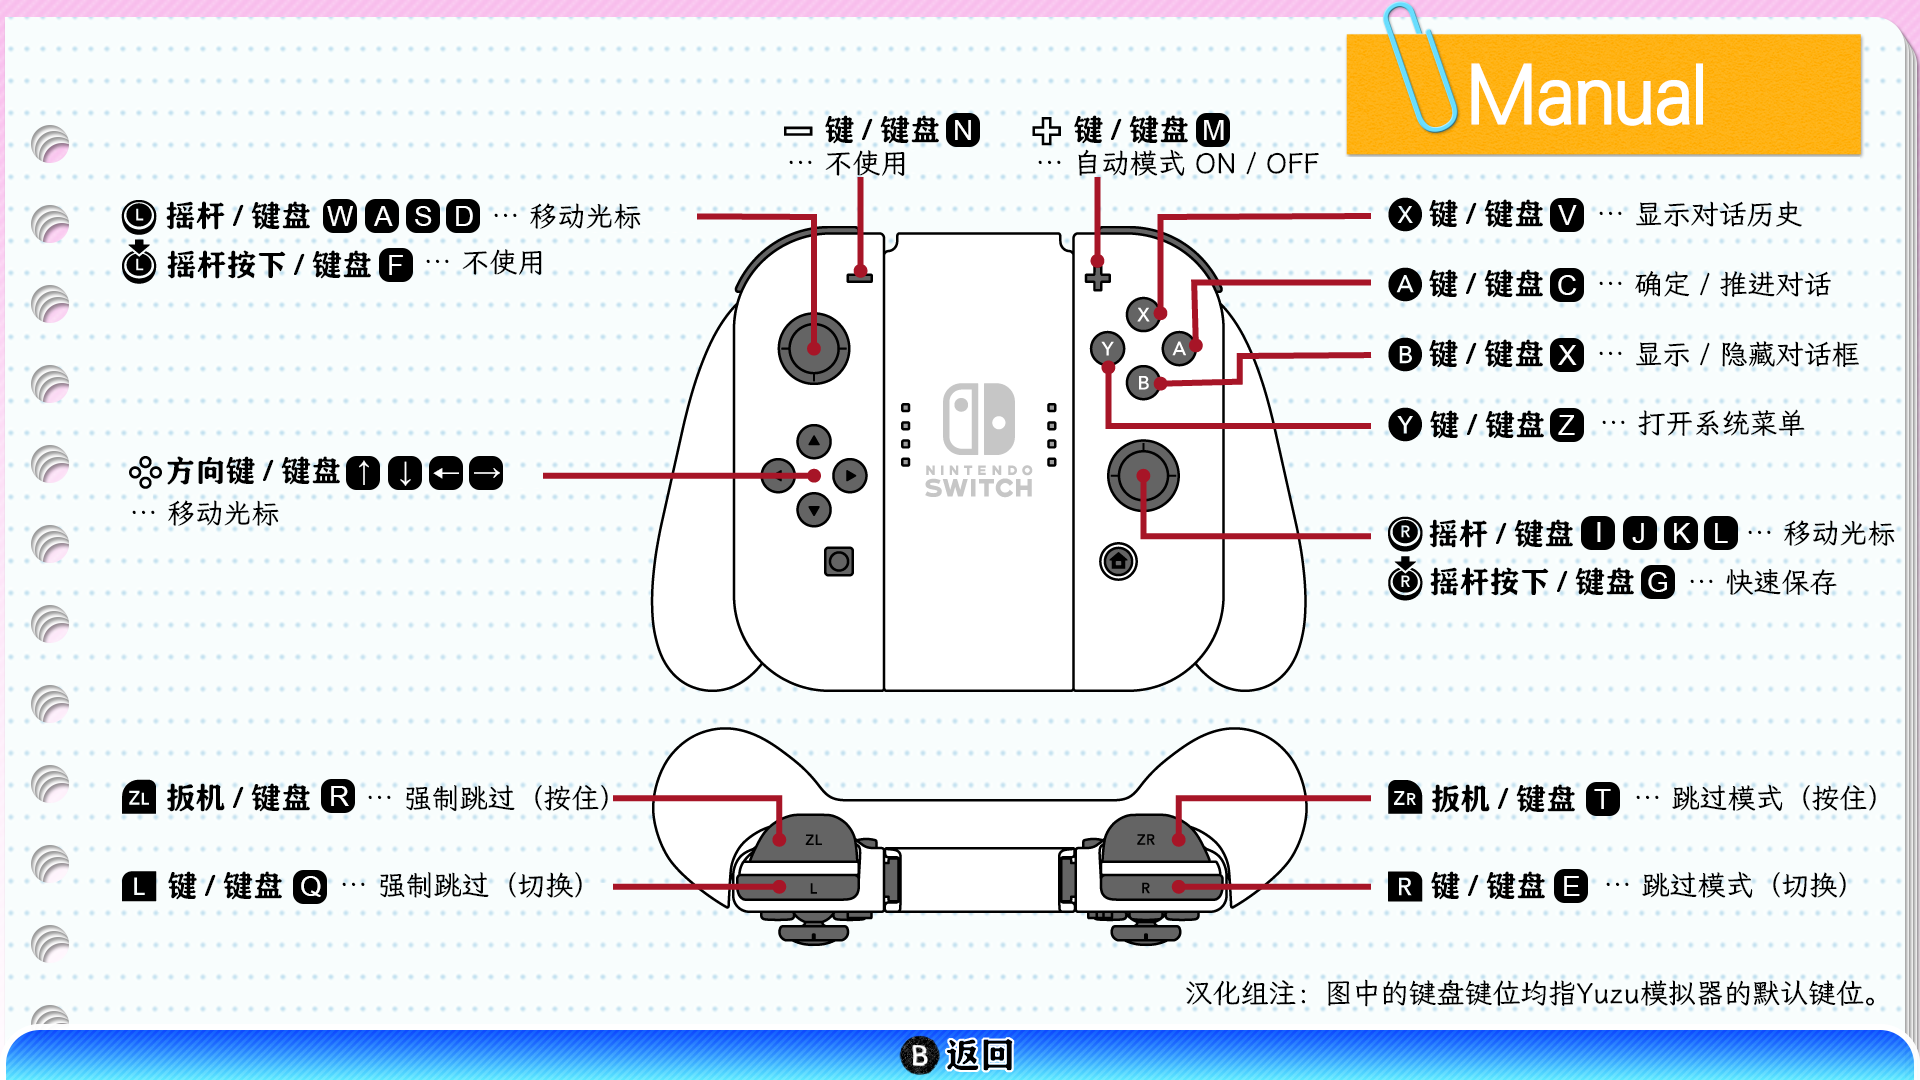 Manual
键 / 键盘 N
… 不使用
键 / 键盘 M
… 自动模式 ON / OFF
L 摇杆 / 键盘 W A S D … 移动光标
L 摇杆按下 / 键盘 F … 不使用
方向键 / 键盘 ↑ ↓ ← →
… 移动光标
X 键 / 键盘 V … 显示对话历史
A 键 / 键盘 C … 确定 / 推进对话
B 键 / 键盘 X … 显示 / 隐藏对话框
Y 键 / 键盘 Z … 打开系统菜单
R 摇杆 / 键盘 I J K L … 移动光标
R 摇杆按下 / 键盘 G … 快速保存
X
Y A
B
NINTENDO
SWITCH
ZL 扳机 / 键盘 R … 强制跳过（按住）
L 键 / 键盘 Q … 强制跳过（切换）
ZL
L
ZR
R
ZR 扳机 / 键盘 T … 跳过模式（按住）
R 键 / 键盘 E … 跳过模式（切换）
汉化组注：图中的键盘键位均指Yuzu模拟器的默认键位。
B 返回